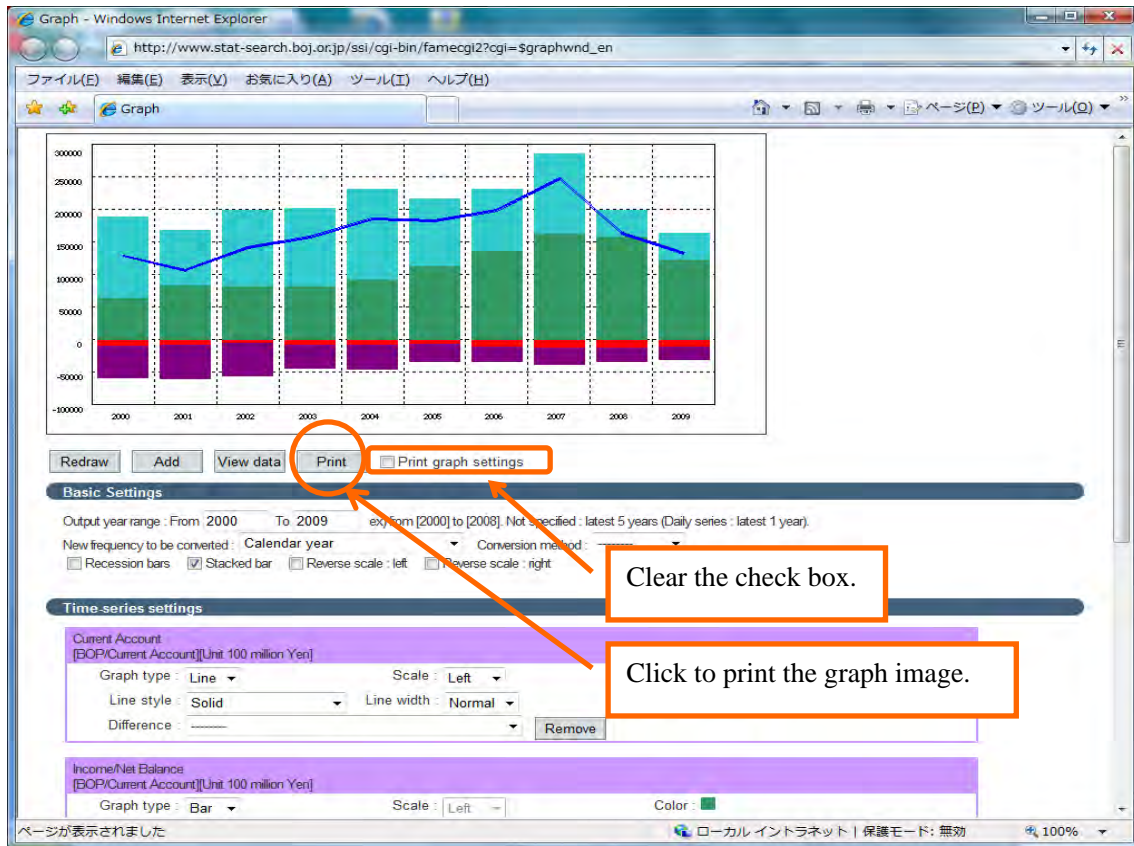 Graph - Windows Internet Explorer
http://www.stat-search.boj.or.jp/ssi/cgi-bin/famecgi2?cgi=$graphwnd_en
ファイル(F) 編集(E) 表示(V) お気に入り(A) ツール(T) ヘルプ(H)
Graph ページ(P) ツール(O) »
300000
250000
200000
150000
100000
50000
0
-50000
-100000
2000 2001 2002 2003 2004 2005 2006 2007 2008 2009
Redraw Add View data Print Print graph settings
Basic Settings
Output year range : From 2000 To 2009 ex) from [2000] to [2008]. Not specified : latest 5 years (Daily series : latest 1 year).
New frequency to be converted : Calendar year Conversion method : --------
Recession bars Stacked bar Reverse scale : left Reverse scale : right
Clear the check box.
Time-series settings
Current Account
[BOP/Current Account][Unit 100 million Yen]
Click to print the graph image.
Graph type : Line Scale : Left
Line style : Solid Line width : Normal
Difference : -------- Remove
Income/Net Balance
[BOP/Current Account][Unit 100 million Yen]
Graph type : Bar Scale : Left Color :
ページが表示されました ローカル イントラネット | 保護モード: 無効 100%